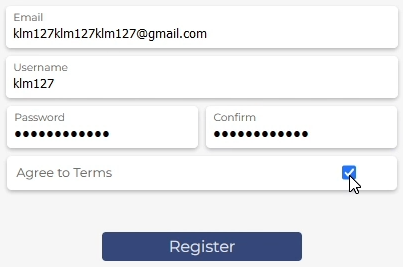 Email
klm127klm127klm127@gmail.com
Username
klm127
Password Confirm
●●●●●●●●●●●● ●●●●●●●●●●●●
Agree to Terms
Register